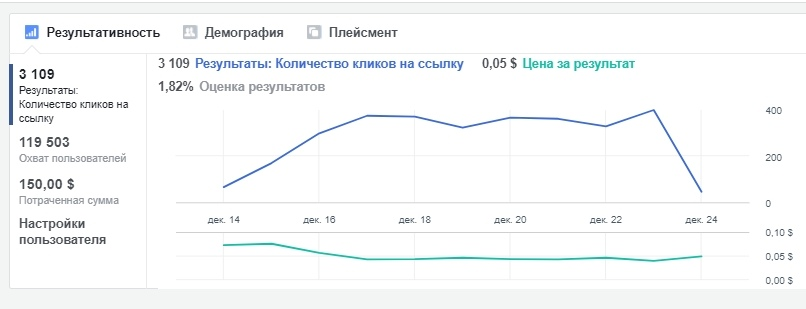 Результативность Демография Плейсмент
3 109
Результаты:
Количество кликов на
ссылку
119 503
Охват пользователей
150,00 $
Потраченная сумма
Настройки
пользователя
3 109 Результаты: Количество кликов на ссылку 0,05 $ Цена за результат
1,82% Оценка результатов
400
200
0
дек. 14 дек. 16 дек. 18 дек. 20 дек. 22 дек. 24
0,10 $
0,05 $
0,00 $